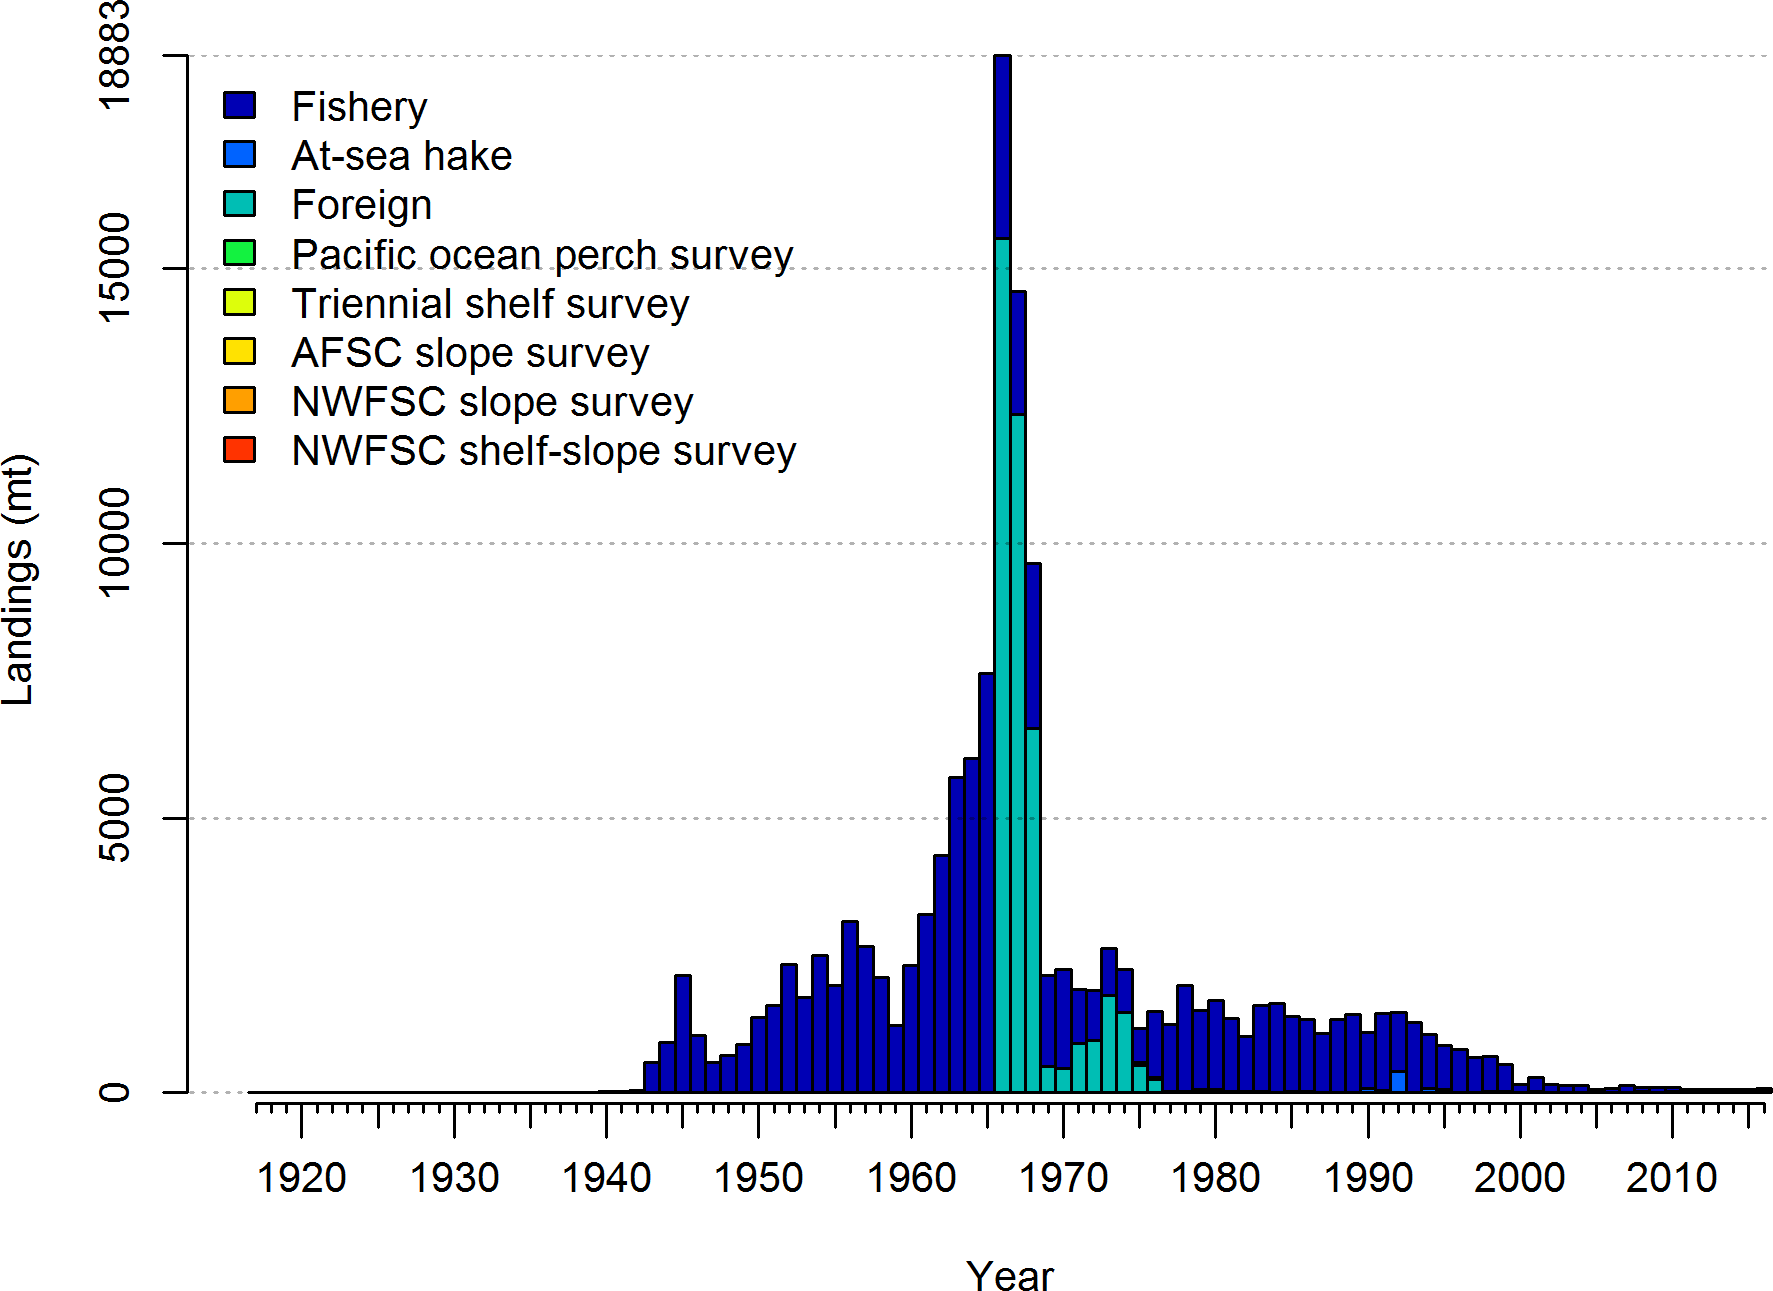 18883
15000
10000
5000
0
Landings (mt)
Fishery
At-sea hake
Foreign
Pacific ocean perch survey
Triennial shelf survey
AFSC slope survey
NWFSC slope survey
NWFSC shelf-slope survey
1920 1930 1940 1950 1960 1970 1980 1990 2000 2010
Year